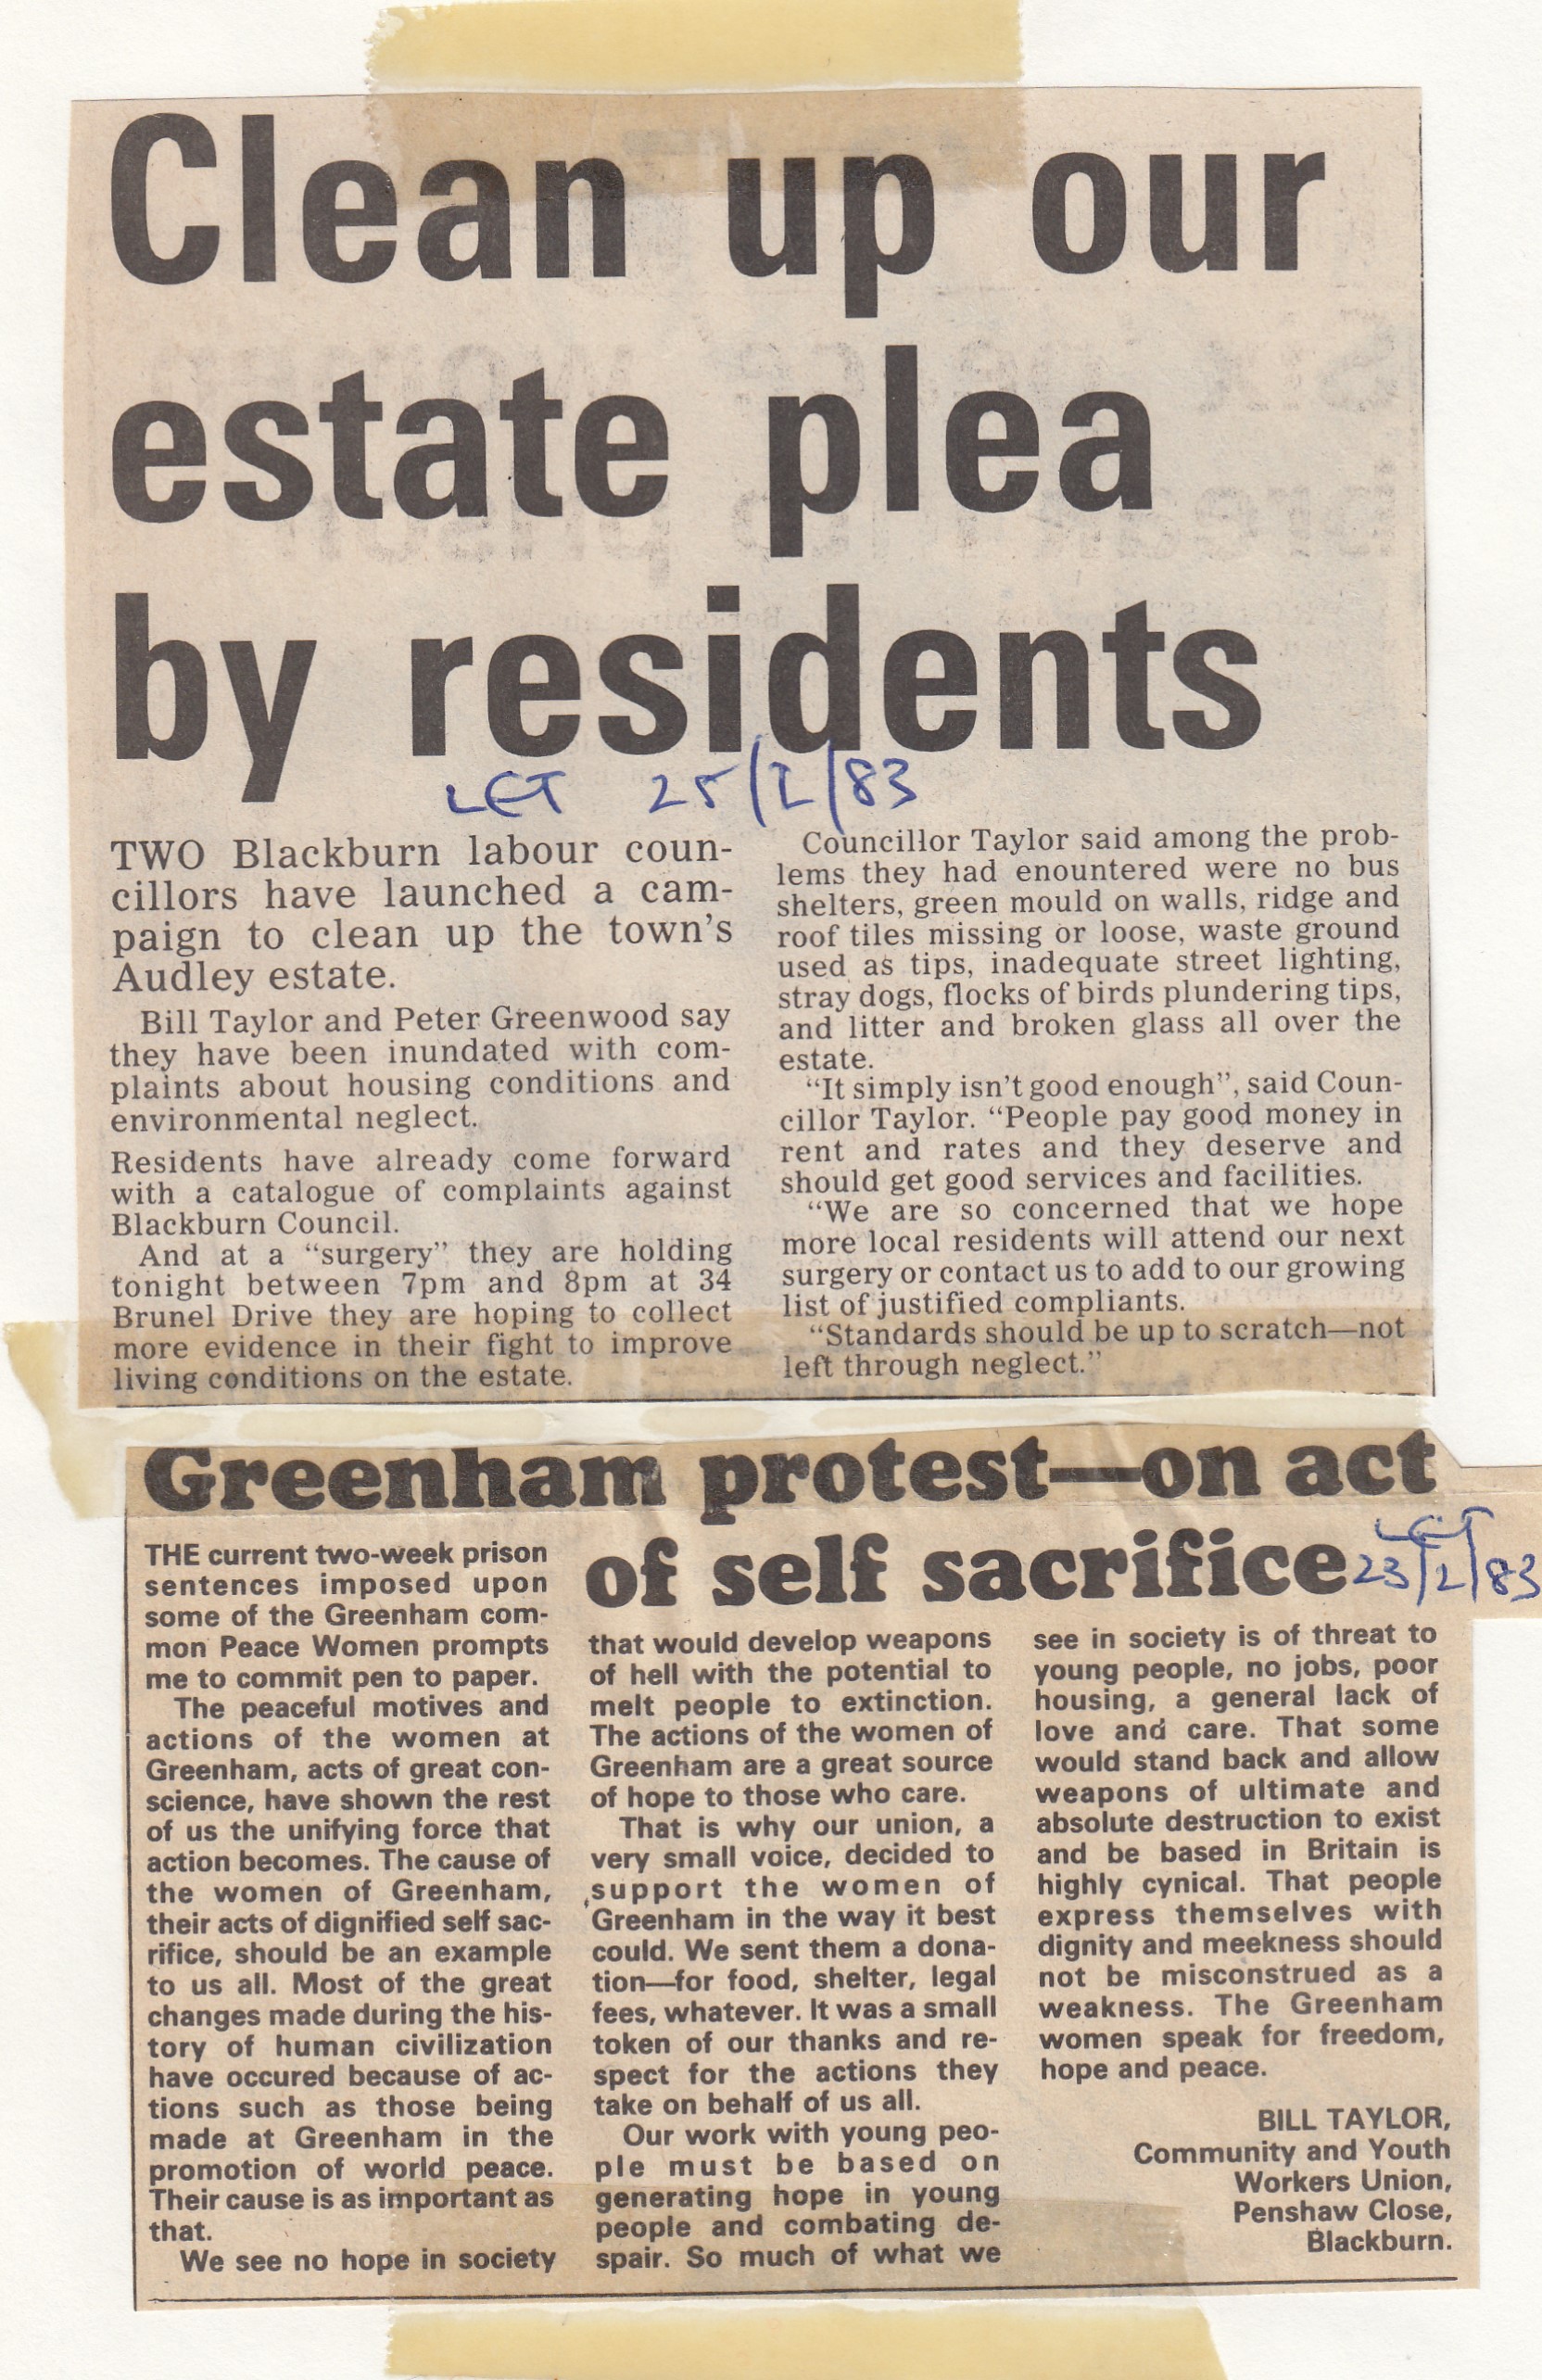 Clean up our
estate plea
by residents
LET 25/2/83
TWO Blackburn labour coun-
cillors have launched a cam-
paign to clean up the town's
Audley estate.
Bill Taylor and Peter Greenwood say
they have been inundated with com-
plaints about housing conditions and
environmental neglect.
Residents have already come forward
with a catalogue of complaints against
Blackburn Council.
And at a “surgery” they are holding
tonight between 7pm and 8pm at 34
Brunel Drive they are hoping to collect
more evidence in their fight to improve
living conditions on the estate.
Councillor Taylor said among the prob-
lems they had enountered were no bus
shelters, green mould on walls, ridge and
roof tiles missing or loose, waste ground
used as tips, inadequate street lighting,
stray dogs, flocks of birds plundering tips,
and litter and broken glass all over the
estate.
“It simply isn't good enough”, said Coun-
cillor Taylor. “People pay good money in
rent and rates and they deserve and
should get good services and facilities.
“We are so concerned that we hope
more local residents will attend our next
surgery or contact us to add to our growing
list of justified compliants.
“Standards should be up to scratch—not
left through neglect.”
Greenham protest—on act
of self sacrifice
LET
23/2/83
THE current two-week prison
sentences imposed upon
some of the Greenham com-
mon Peace Women prompts
me to commit pen to paper.
The peaceful motives and
actions of the women at
Greenham, acts of great con-
science, have shown the rest
of us the unifying force that
action becomes. The cause of
the women of Greenham,
their acts of dignified self sac-
rifice, should be an example
to us all. Most of the great
changes made during the his-
tory of human civilization
have occured because of ac-
tions such as those being
made at Greenham in the
promotion of world peace.
Their cause is as important as
that.
We see no hope in society
that would develop weapons
of hell with the potential to
melt people to extinction.
The actions of the women of
Greenham are a great source
of hope to those who care.
That is why our union, a
very small voice, decided to
support the women of
Greenham in the way it best
could. We sent them a dona-
tion—for food, shelter, legal
fees, whatever. It was a small
token of our thanks and re-
spect for the actions they
take on behalf of us all.
Our work with young peo-
ple must be based on
generating hope in young
people and combating de-
spair. So much of what we
see in society is of threat to
young people, no jobs, poor
housing, a general lack of
love and care. That some
would stand back and allow
weapons of ultimate and
absolute destruction to exist
and be based in Britain is
highly cynical. That people
express themselves with
dignity and meekness should
not be misconstrued as a
weakness. The Greenham
women speak for freedom,
hope and peace.
BILL TAYLOR,
Community and Youth
Workers Union,
Penshaw Close,
Blackburn.